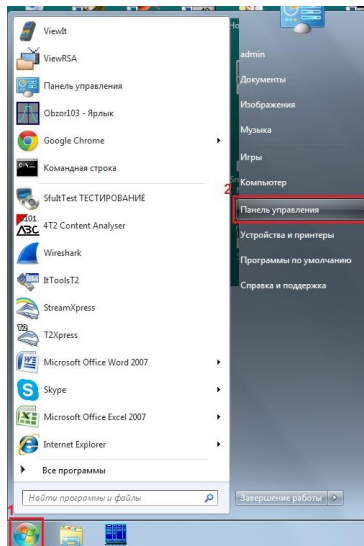 ViewIt
ViewRSA
Панель управления
Obzor103 - Ярлык
Google Chrome
Командная строка
SfultTest ТЕСТИРОВАНИЕ
4T2 Content Analyser
Wireshark
ItToolsT2
StreamXpress
T2Xpress
Microsoft Office Word 2007
Skype
Microsoft Office Excel 2007
Internet Explorer
Все программы
Найти программы и файлы
1
admin
Документы
Изображения
Музыка
Игры
Компьютер
2
Панель управления
Устройства и принтеры
Программы по умолчанию
Справка и поддержка
Завершение работы